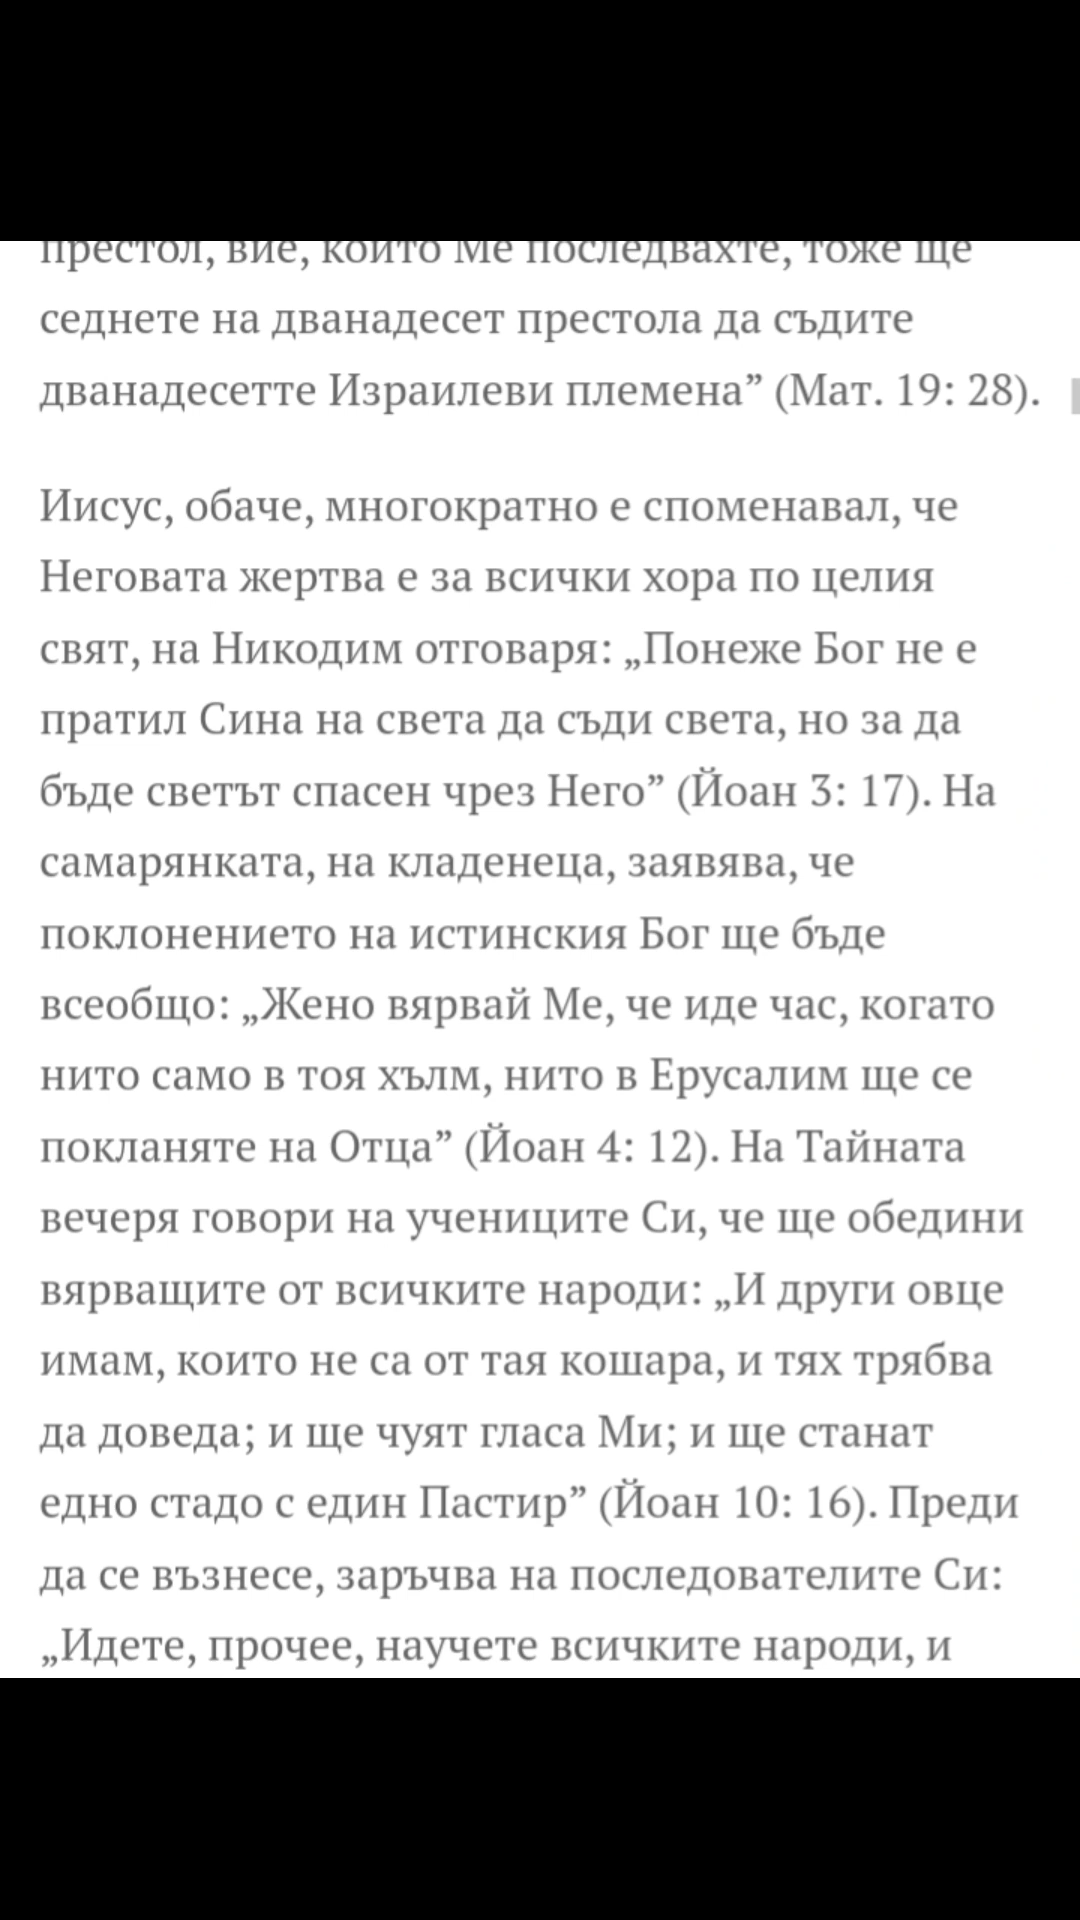 престол, вие, които Ме последвахте, тоже ще
седнете на дванадесет престола да съдите
дванадесетте Израилеви племена” (Мат. 19: 28).
Иисус, обаче, многократно е споменавал, че
Неговата жертва е за всички хора по целия
свят, на Никодим отговаря: „Понеже Бог не е
пратил Сина на света да съди света, но за да
бъде светът спасен чрез Него” (Йоан 3: 17). На
самарянката, на кладенеца, заявява, че
поклонението на истинския Бог ще бъде
всеобщо: „Жено вярвай Ме, че иде час, когато
нито само в тоя хълм, нито в Ерусалим ще се
покланяте на Отца” (Йоан 4: 12). На Тайната
вечеря говори на учениците Си, че ще обедини
вярващите от всичките народи: „И други овце
имам, които не са от тая кошара, и тях трябва
да доведа; и ще чуят гласа Ми; и ще станат
едно стадо с един Пастир” (Йоан 10: 16). Преди
да се възнесе, заръчва на последователите Си:
„Идете, прочее, научете всичките народи, и